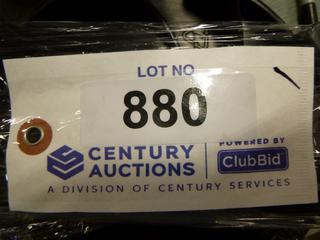 LOT NO
880
CENTURY AUCTIONS
POWERED BY
ClubBid
A DIVISION OF CENTURY SERVICES